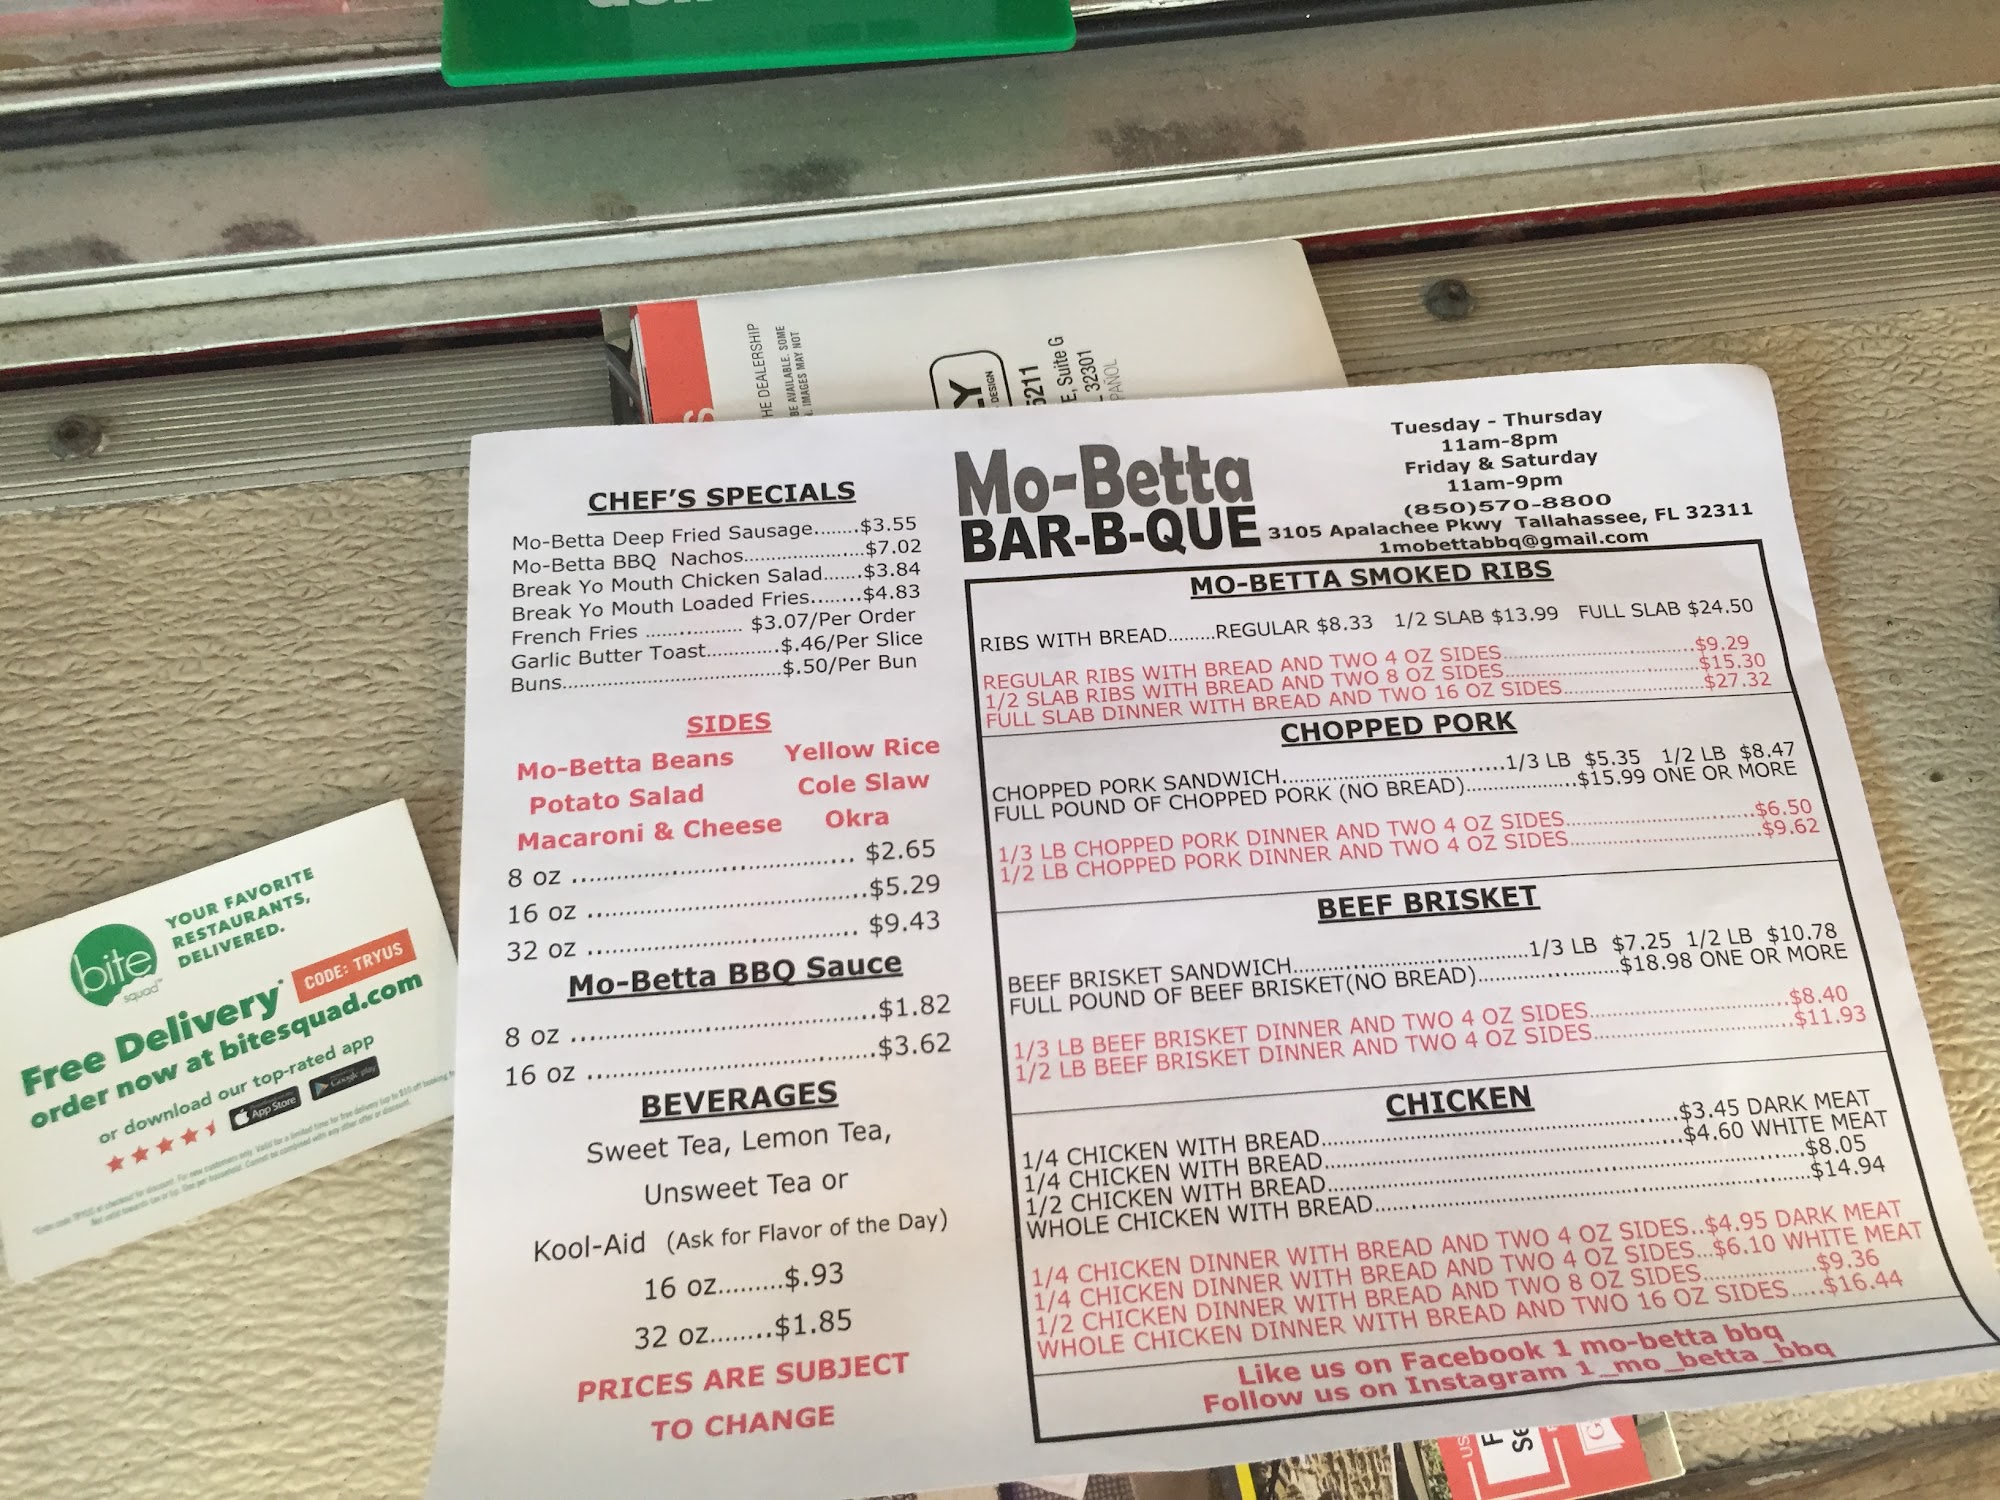 HE DEALERSHIP
BE AVAILABLE. SOME
IMAGES MAY NOT
DESIGN
5211
E, Suite G
32301
PAÑOL
CHEF'S SPECIALS
Mo-Betta Deep Fried Sausage........$3.55
Mo-Betta BBQ Nachos.....................$7.02
Break Yo Mouth Chicken Salad.......$3.84
Break Yo Mouth Loaded Fries.........$4.83
French Fries ................. $3.07/Per Order
Garlic Butter Toast.............$.46/Per Slice
Buns.......................................$.50/Per Bun
SIDES
Mo-Betta Beans Yellow Rice
Potato Salad Cole Slaw
Macaroni & Cheese Okra
8 oz .................................... $2.65
16 oz ....................................$5.29
32 oz .................................. $9.43
Mo-Betta BBQ Sauce
8 oz ......................................$1.82
16 oz ....................................$3.62
BEVERAGES
Sweet Tea, Lemon Tea,
Unsweet Tea or
Kool-Aid (Ask for Flavor of the Day)
16 oz.........$.93
32 oz.........$1.85
PRICES ARE SUBJECT
TO CHANGE
Mo-Betta
BAR-B-QUE
Tuesday - Thursday
11am-8pm
Friday & Saturday
11am-9pm
(850)570-8800
3105 Apalachee Pkwy Tallahassee, FL 32311
1mobettabbq@gmail.com
MO-BETTA SMOKED RIBS
RIBS WITH BREAD.........REGULAR $8.33 1/2 SLAB $13.99 FULL SLAB $24.50
REGULAR RIBS WITH BREAD AND TWO 4 OZ SIDES..............................$9.29
1/2 SLAB RIBS WITH BREAD AND TWO 8 OZ SIDES..............................$15.30
FULL SLAB DINNER WITH BREAD AND TWO 16 OZ SIDES......................$27.32
CHOPPED PORK
CHOPPED PORK SANDWICH...................................1/3 LB $5.35 1/2 LB $8.47
FULL POUND OF CHOPPED PORK (NO BREAD)..................$15.99 ONE OR MORE
1/3 LB CHOPPED PORK DINNER AND TWO 4 OZ SIDES..............................$6.50
1/2 LB CHOPPED PORK DINNER AND TWO 4 OZ SIDES..............................$9.62
BEEF BRISKET
BEEF BRISKET SANDWICH...................................1/3 LB $7.25 1/2 LB $10.78
FULL POUND OF BEEF BRISKET(NO BREAD).....................$18.98 ONE OR MORE
1/3 LB BEEF BRISKET DINNER AND TWO 4 OZ SIDES..............................$8.40
1/2 LB BEEF BRISKET DINNER AND TWO 4 OZ SIDES..............................$11.93
CHICKEN
1/4 CHICKEN WITH BREAD...................................................$3.45 DARK MEAT
1/4 CHICKEN WITH BREAD...................................................$4.60 WHITE MEAT
1/2 CHICKEN WITH BREAD.....................................................................$8.05
WHOLE CHICKEN WITH BREAD................................................................$14.94
1/4 CHICKEN DINNER WITH BREAD AND TWO 4 OZ SIDES..$4.95 DARK MEAT
1/4 CHICKEN DINNER WITH BREAD AND TWO 4 OZ SIDES...$6.10 WHITE MEAT
1/2 CHICKEN DINNER WITH BREAD AND TWO 8 OZ SIDES.................$9.36
WHOLE CHICKEN DINNER WITH BREAD AND TWO 16 OZ SIDES.....$16.44
Like us on Facebook 1 mo-betta bbq
Follow us on Instagram 1_mo_betta_bbq
bite
squad
YOUR FAVORITE
RESTAURANTS,
DELIVERED.
CODE: TRYUS
Free Delivery*
order now at bitesquad.com
or download our top-rated app
App Store
Google play